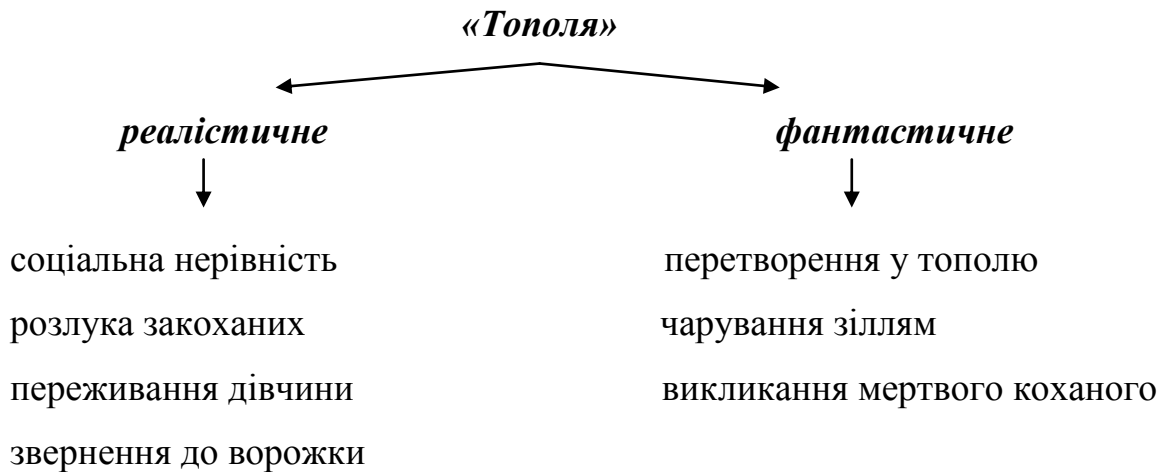 «Тополя»
реалістичне
фантастичне
соціальна нерівність
розлука закоханих
переживання дівчини
звернення до ворожки
перетворення у тополю
чарування зіллям
викликання мертвого коханого